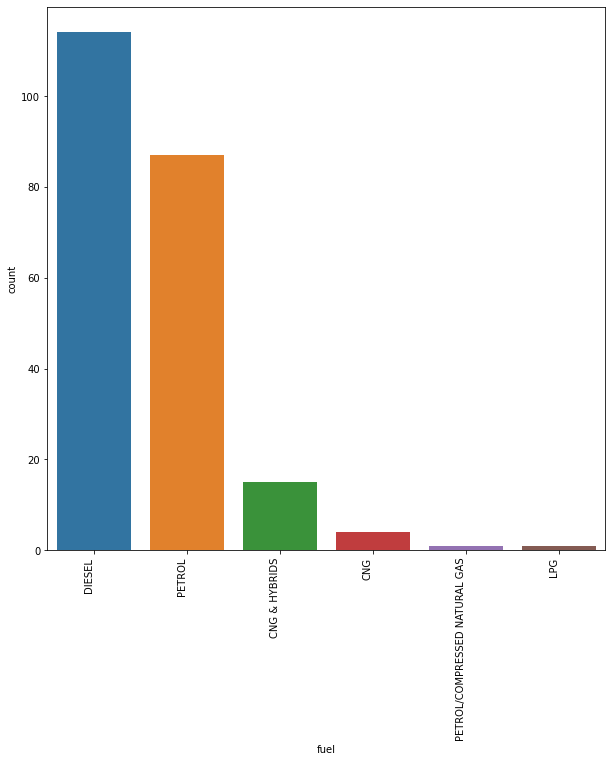 count
100
80
60
40
20
0
DIESEL
PETROL
CNG & HYBRIDS
CNG
PETROL/COMPRESSED NATURAL GAS
LPG
fuel